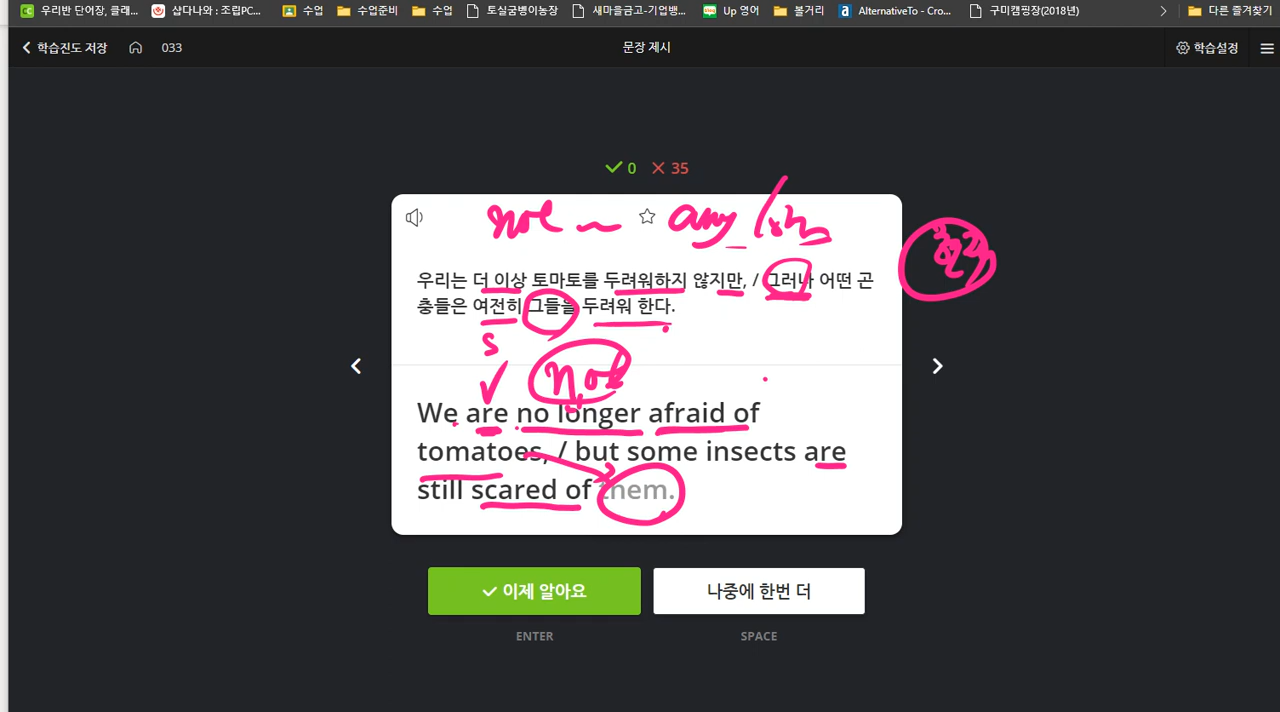 우리반 단어장, 클래... 샵다나와 : 조립PC... 수업 수업준비 수업 토실굼벵이농장 새마을금고-기업뱅... Up 영어 볼거리 AlternativeTo - Cro... 구미캠핑장(2018년) 다른 즐겨찾기
학습진도 저장 033 문장 제시 학습설정
0 35
not ~ any
우리는 더 이상 토마토를 두려워하지 않지만, / 그러나 어떤 곤
충들은 여전히 그들을 두려워 한다.
s
not
We are no longer afraid of
tomatoes, / but some insects are
still scared of them.
이제 알아요 나중에 한번 더
ENTER SPACE